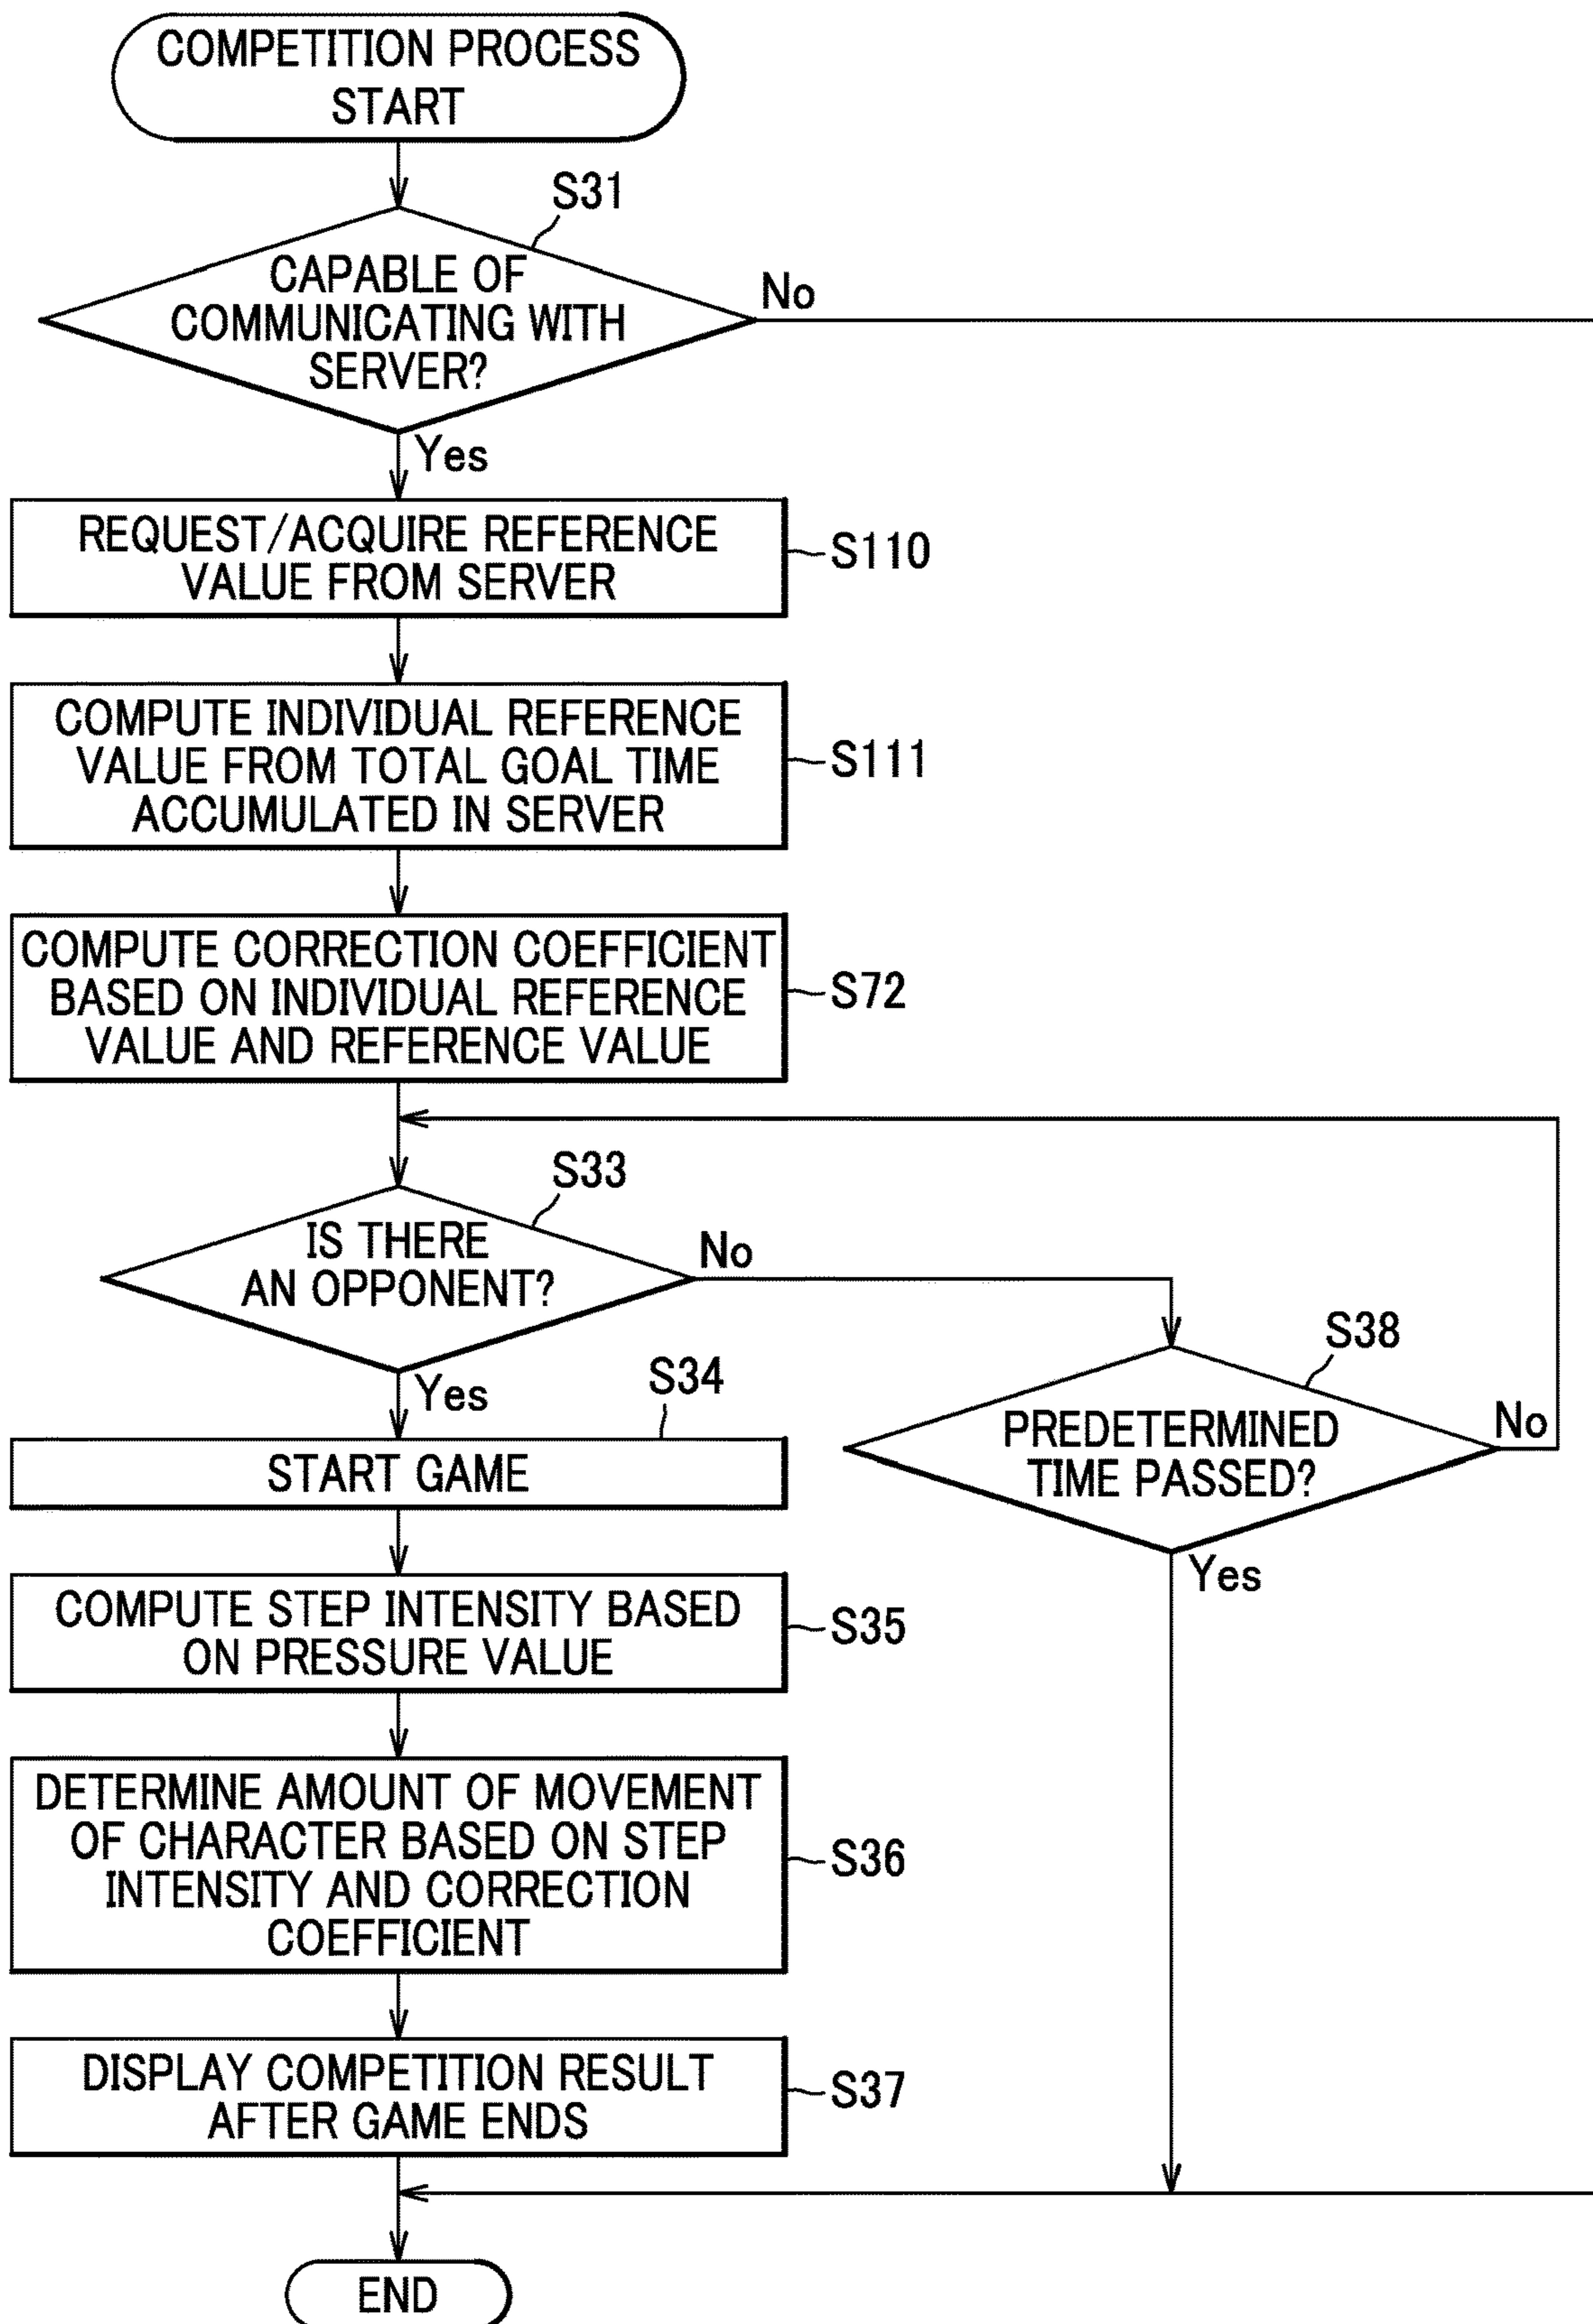 COMPETITION PROCESS
START
S31
CAPABLE OF
COMMUNICATING WITH
SERVER?
No
Yes
REQUEST/ACQUIRE REFERENCE
VALUE FROM SERVER
S110
COMPUTE INDIVIDUAL REFERENCE
VALUE FROM TOTAL GOAL TIME
ACCUMULATED IN SERVER
S111
COMPUTE CORRECTION COEFFICIENT
BASED ON INDIVIDUAL REFERENCE
VALUE AND REFERENCE VALUE
S72
S33
IS THERE
AN OPPONENT?
No
Yes
S38
PREDETERMINED
TIME PASSED?
No
Yes
S34
START GAME
COMPUTE STEP INTENSITY BASED
ON PRESSURE VALUE
S35
DETERMINE AMOUNT OF MOVEMENT
OF CHARACTER BASED ON STEP
INTENSITY AND CORRECTION
COEFFICIENT
S36
DISPLAY COMPETITION RESULT
AFTER GAME ENDS
S37
END